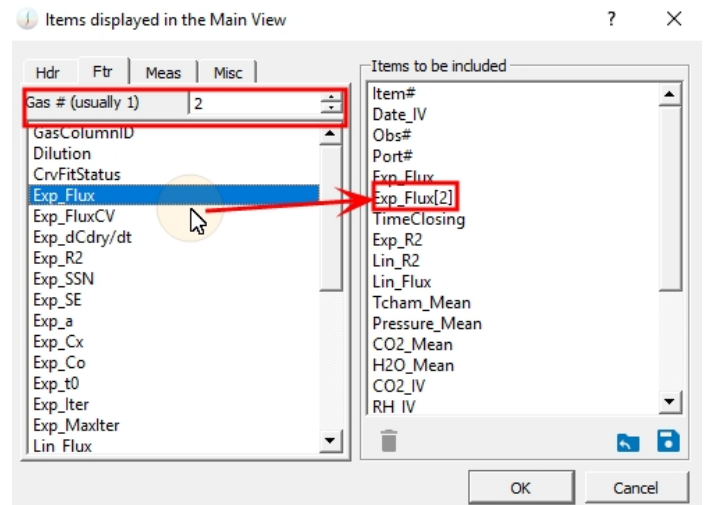 Items displayed in the Main View
? X
Hdr Ftr Meas Misc
Gas # (usually 1) 2
GasColumnID
Dilution
CrvFitStatus
Exp_Flux
Exp_FluxCV
Exp_dCdry/dt
Exp_R2
Exp_SSN
Exp_SE
Exp_a
Exp_Cx
Exp_Co
Exp_t0
Exp_Iter
Exp_MaxIter
Lin_Flux
Items to be included
Item#
Date_IV
Obs#
Port#
Exp_Flux
Exp_Flux[2]
TimeClosing
Exp_R2
Lin_R2
Lin_Flux
Tcham_Mean
Pressure_Mean
CO2_Mean
H2O_Mean
CO2_IV
RH_IV
OK Cancel